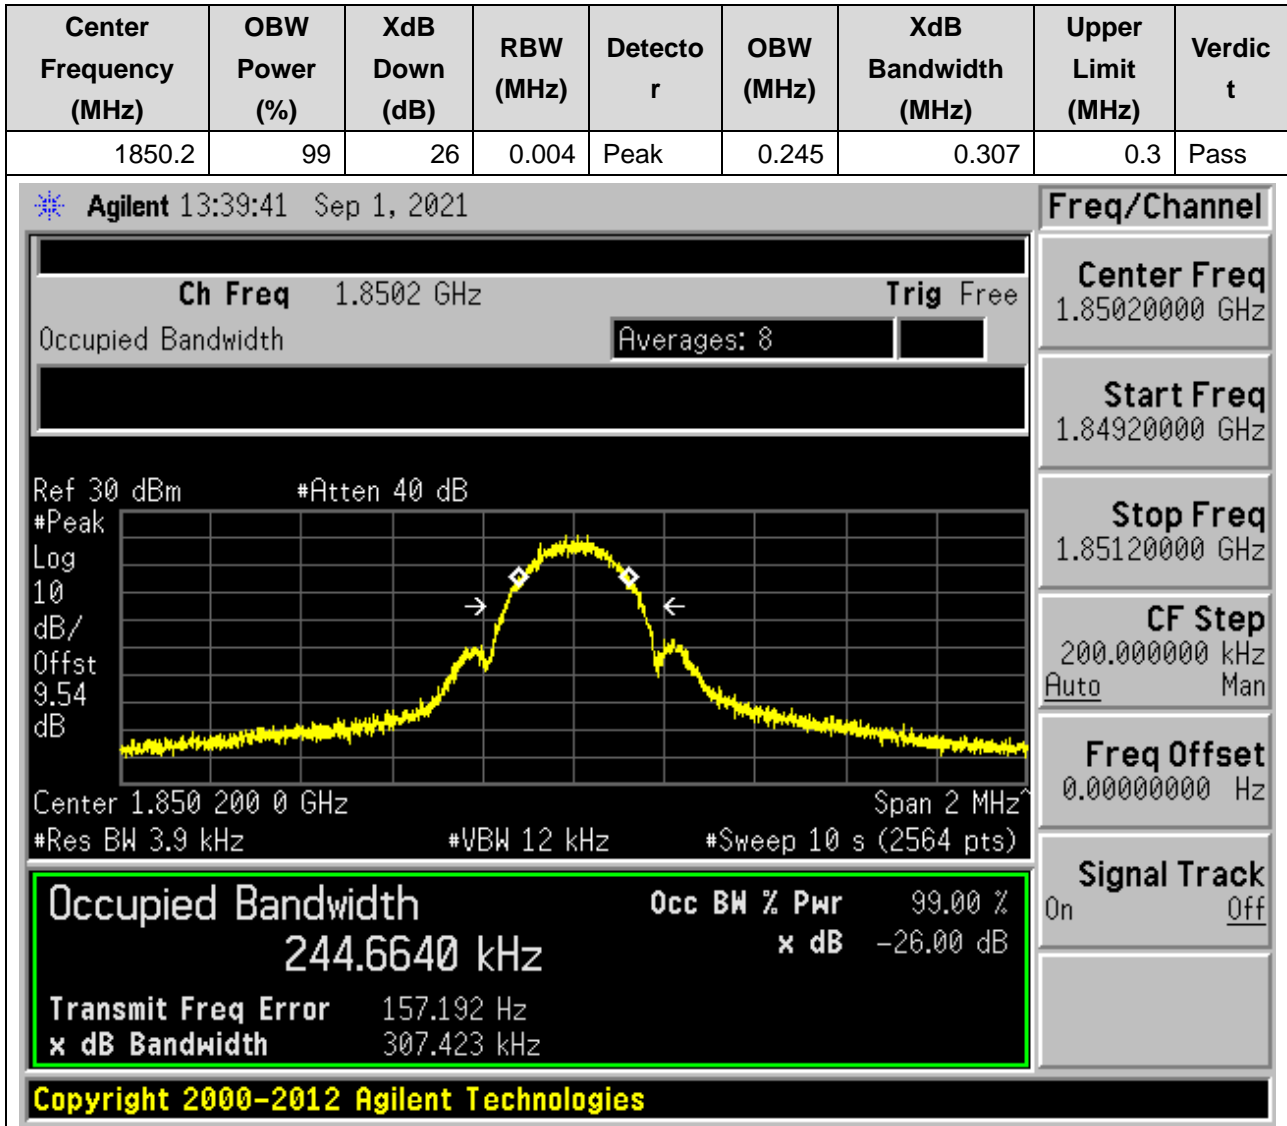 Center Frequency (MHz) OBW Power (%) XdB Down (dB) RBW (MHz) Detecto r OBW (MHz) XdB Bandwidth (MHz) Upper Limit (MHz) Verdic t
1850.2 99 26 0.004 Peak 0.245 0.307 0.3 Pass
Agilent 13:39:41 Sep 1, 2021
Ch Freq 1.8502 GHz Trig Free
Occupied Bandwidth Averages: 8
Ref 30 dBm #Atten 40 dB
#Peak
Log
10
dB/
Offst
9.54
dB
Center 1.850 200 0 GHz Span 2 MHz^
#Res BW 3.9 kHz #VBW 12 kHz #Sweep 10 s (2564 pts)
Occupied Bandwidth Occ BW % Pwr 99.00 %
244.6640 kHz x dB -26.00 dB
Transmit Freq Error 157.192 Hz
x dB Bandwidth 307.423 kHz
Copyright 2000-2012 Agilent Technologies
Freq/Channel
Center Freq
1.85020000 GHz
Start Freq
1.84920000 GHz
Stop Freq
1.85120000 GHz
CF Step
200.000000 kHz
Auto Man
Freq Offset
0.00000000 Hz
Signal Track
On Off